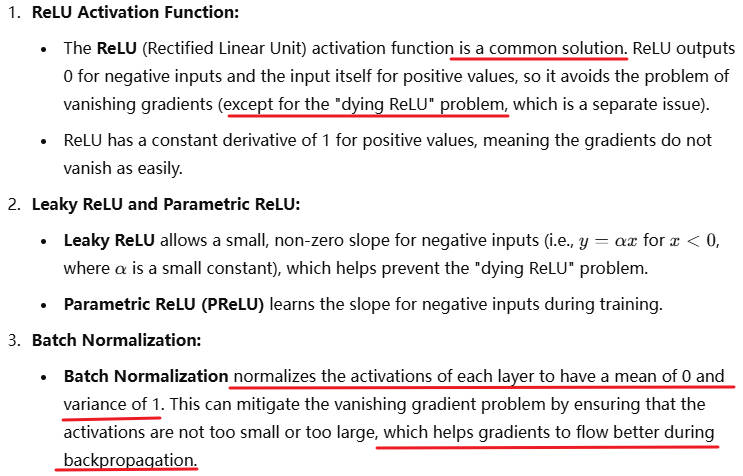 1. ReLU Activation Function:
• The ReLU (Rectified Linear Unit) activation function is a common solution. ReLU outputs
0 for negative inputs and the input itself for positive values, so it avoids the problem of
vanishing gradients (except for the "dying ReLU" problem, which is a separate issue).
• ReLU has a constant derivative of 1 for positive values, meaning the gradients do not
vanish as easily.
2. Leaky ReLU and Parametric ReLU:
• Leaky ReLU allows a small, non-zero slope for negative inputs (i.e., y = αx for x < 0,
where α is a small constant), which helps prevent the "dying ReLU" problem.
• Parametric ReLU (PReLU) learns the slope for negative inputs during training.
3. Batch Normalization:
• Batch Normalization normalizes the activations of each layer to have a mean of 0 and
variance of 1. This can mitigate the vanishing gradient problem by ensuring that the
activations are not too small or too large, which helps gradients to flow better during
backpropagation.